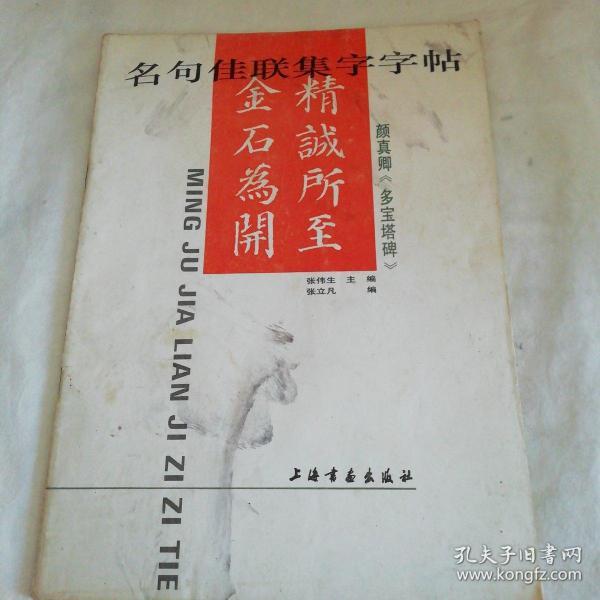 名句佳联集字字帖
精誠所至
金石為開
颜真卿《多宝塔碑》
张伟生 主编
张立凡 编
MING JU JIA LIAN JI ZI ZI TIE
上海书画出版社
孔夫子旧书网
www.kongfz.com